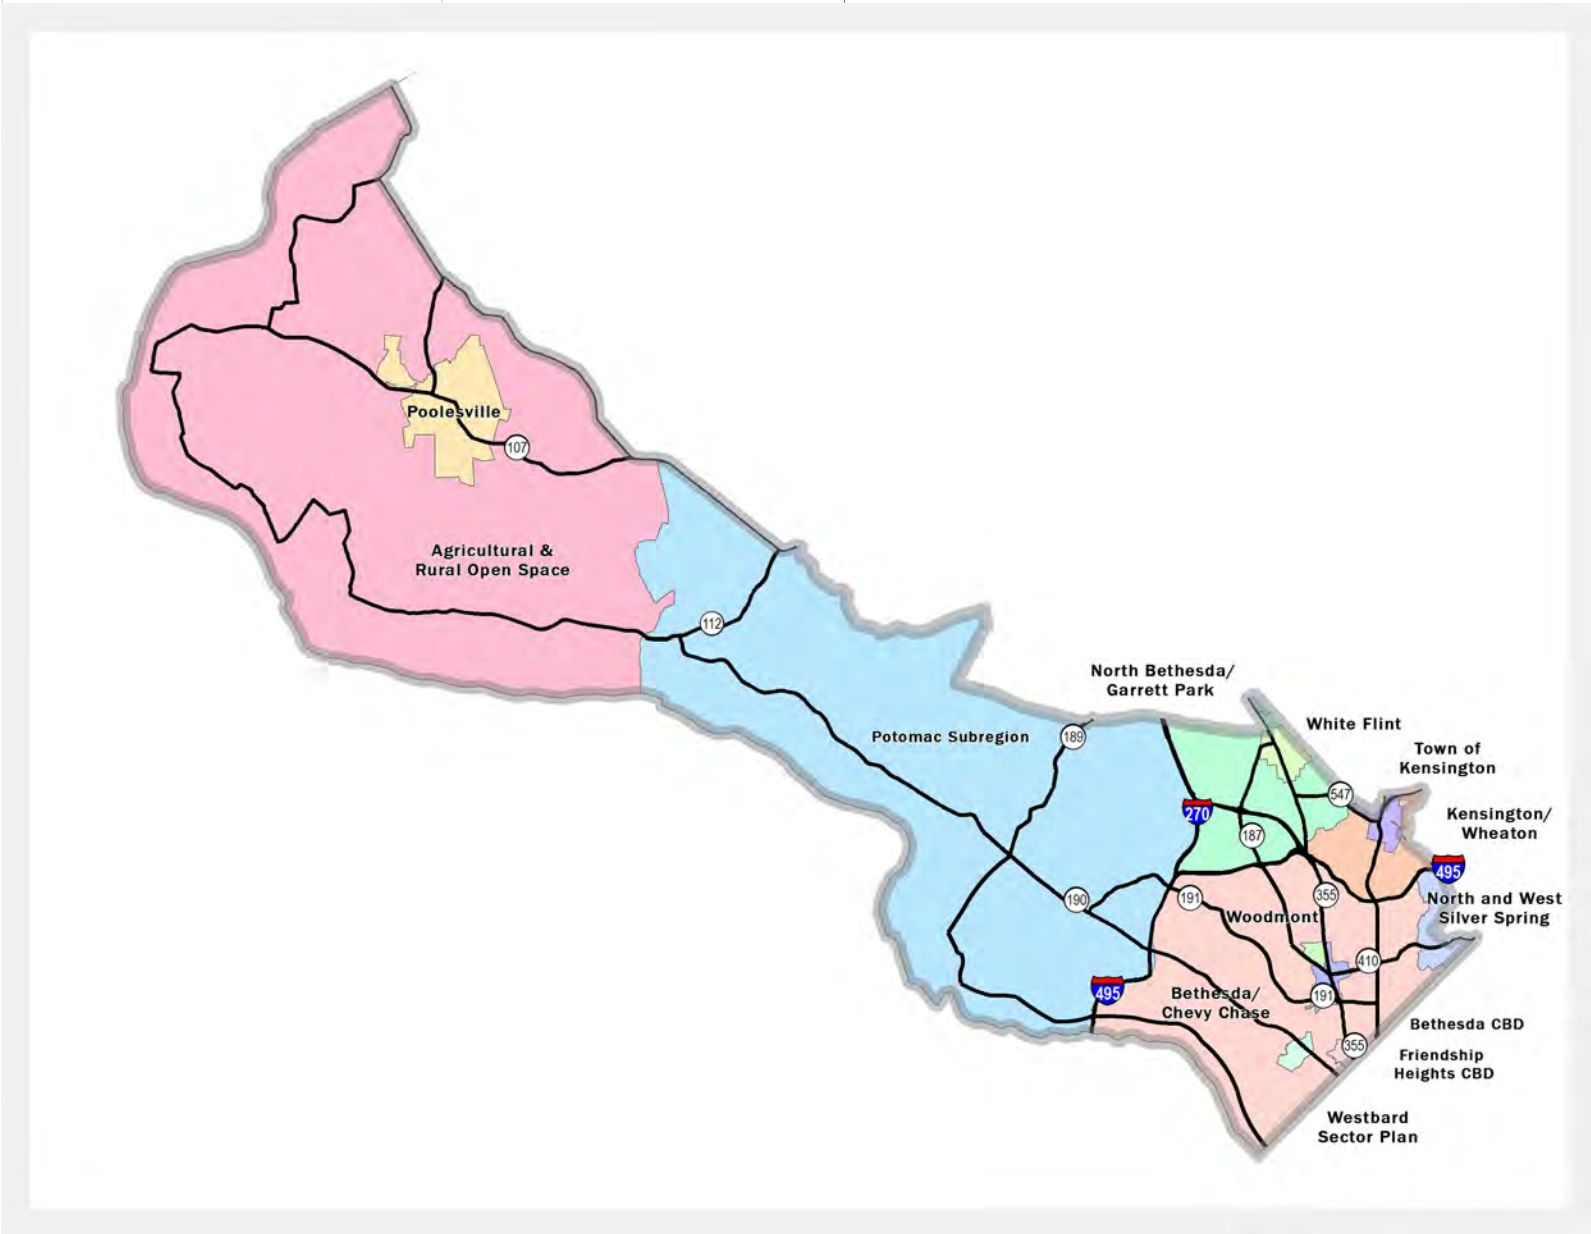 Poolesville
107
Agricultural &
Rural Open Space
112
North Bethesda/
Garrett Park
White Flint
Potomac Subregion
189
Town of
Kensington
547
270
187
Kensington/
Wheaton
495
190
191
355
Woodmont
North and West
Silver Spring
410
495
191
Bethesda/
Chevy Chase
Bethesda CBD
355
Friendship
Heights CBD
Westbard
Sector Plan